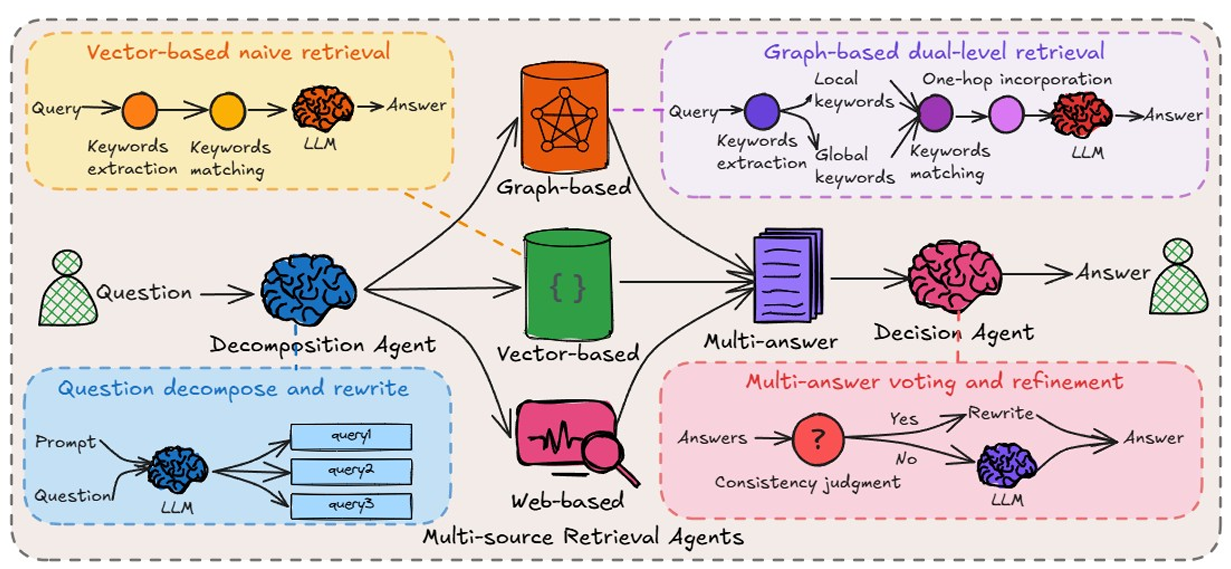 Vector-based naive retrieval
Query
Answer
Keywords
extraction
Keywords
matching
LLM
Graph-based
Graph-based dual-level retrieval
Query
Local
keywords
One-hop incorporation
Answer
Keywords
extraction
Global
keywords
Keywords
matching
LLM
Question
Decomposition Agent
{ }
Vector-based
Multi-answer
Decision Agent
Answer
Question decompose and rewrite
Prompt
Question
LLM
query1
query2
query3
Web-based
Multi-answer voting and refinement
Answers
?
Yes
No
Rewrite
Answer
Consistency judgment
LLM
Multi-source Retrieval Agents